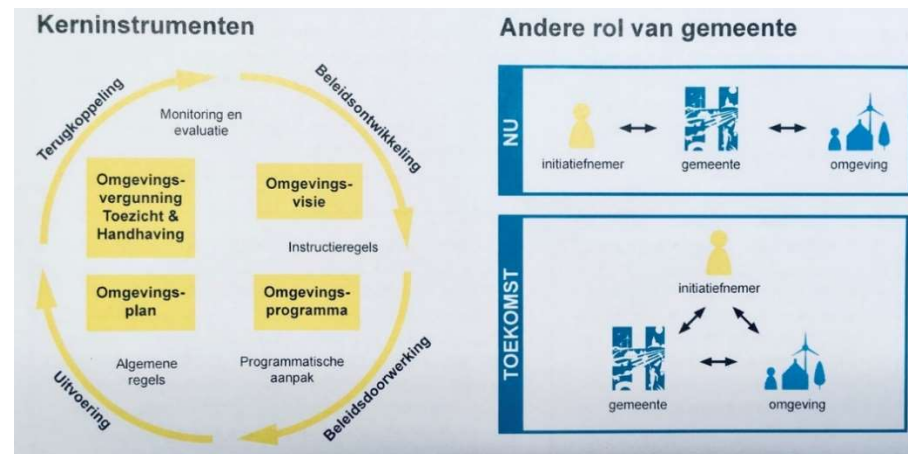 Kerninstrumenten
Terugkoppeling
Beleidsontwikkeling
Monitoring en
evaluatie
Omgevings-
vergunning
Toezicht &
Handhaving
Omgevings-
visie
Instructieregels
Omgevings-
plan
Omgevings-
programma
Algemene
regels
Programmatische
aanpak
Uitvoering
Beleidsdoorwerking
Andere rol van gemeente
NU
initiatiefnemer
gemeente
omgeving
TOEKOMST
initiatiefnemer
gemeente
omgeving